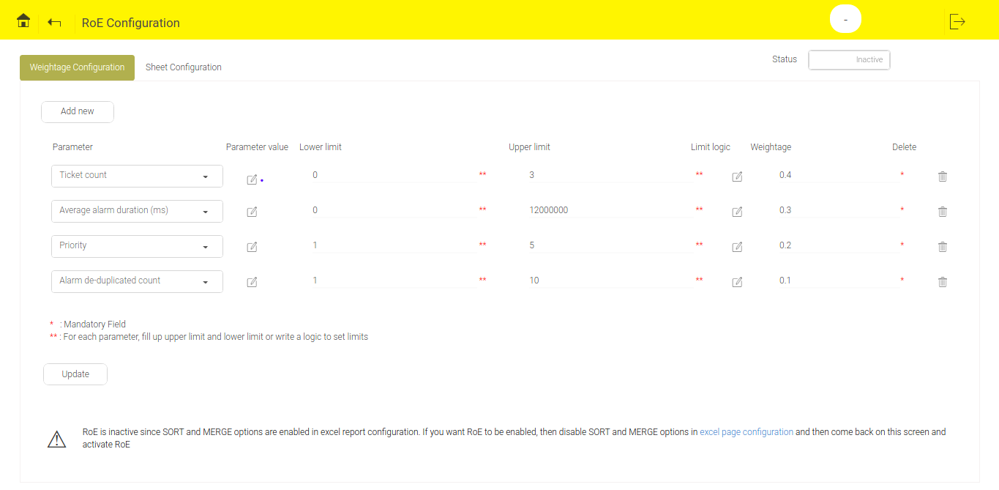 RoE Configuration
-
Weightage Configuration Sheet Configuration Status Inactive
Add new
Parameter Parameter value Lower limit Upper limit Limit logic Weightage Delete
Ticket count 0 ** 3 ** 0.4 *
Average alarm duration (ms) 0 ** 12000000 ** 0.3 *
Priority 1 ** 5 ** 0.2 *
Alarm de-duplicated count 1 ** 10 ** 0.1 *
* : Mandatory Field
** : For each parameter, fill up upper limit and lower limit or write a logic to set limits
Update
RoE is inactive since SORT and MERGE options are enabled in excel report configuration. If you want RoE to be enabled, then disable SORT and MERGE options in excel page configuration and then come back on this screen and
activate RoE